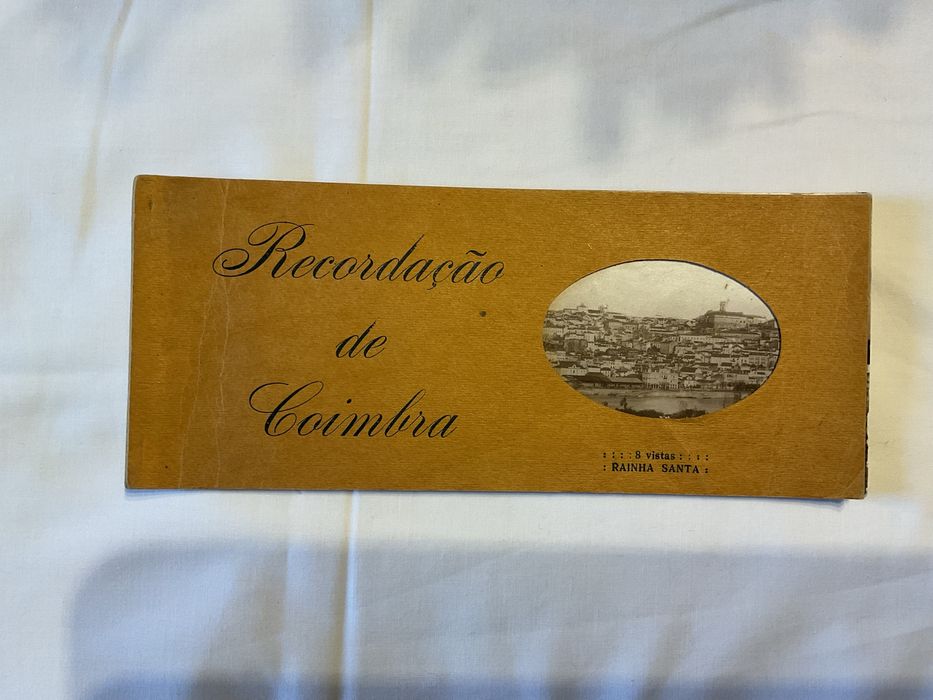 Recordação
de
Coimbra
: : : : 8 vistas : : : :
: RAINHA SANTA :